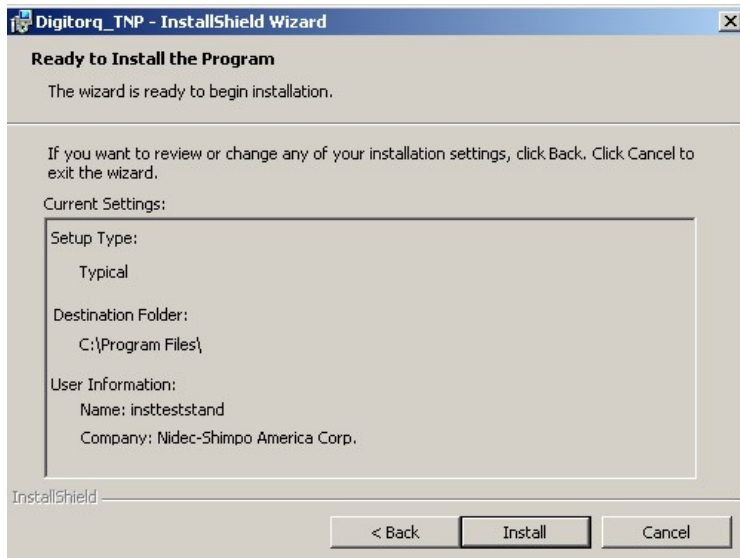 Digitorq_TNP - InstallShield Wizard
Ready to Install the Program
The wizard is ready to begin installation.
If you want to review or change any of your installation settings, click Back. Click Cancel to
exit the wizard.
Current Settings:
Setup Type:
Typical
Destination Folder:
C:\Program Files\
User Information:
Name: instteststand
Company: Nidec-Shimpo America Corp.
InstallShield
< Back
Install
Cancel